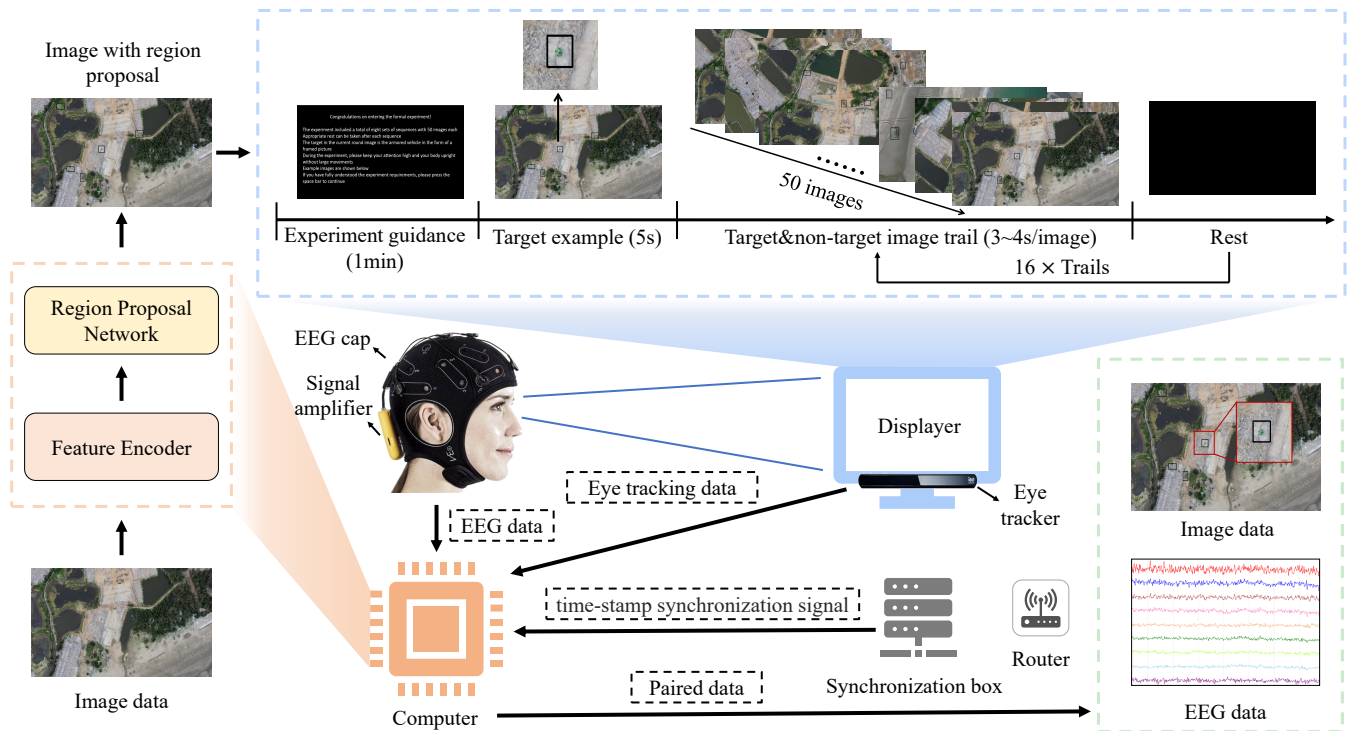 Image with region
proposal
Congratulations on entering the formal experiment!
The experiment included a total of eight sets of sequences with 50 images each
Appropriate rest can be taken after each sequence
The target in the current round image is the armored vehicle in the form of a
framed picture
During the experiment, please keep your attention high and your body upright
without large movements
Example images are shown below
If you have fully understood the experiment requirements, please press the
space bar to continue
50 images
Experiment guidance
(1min)
Target example (5s)
Target&non-target image trail (3~4s/image)
Rest
16 × Trails
Region Proposal
Network
Feature Encoder
Image data
EEG cap
Signal
amplifier
Displayer
Eye
tracker
Eye tracking data
EEG data
time-stamp synchronization signal
Computer
Synchronization box
Router
Paired data
Image data
EEG data